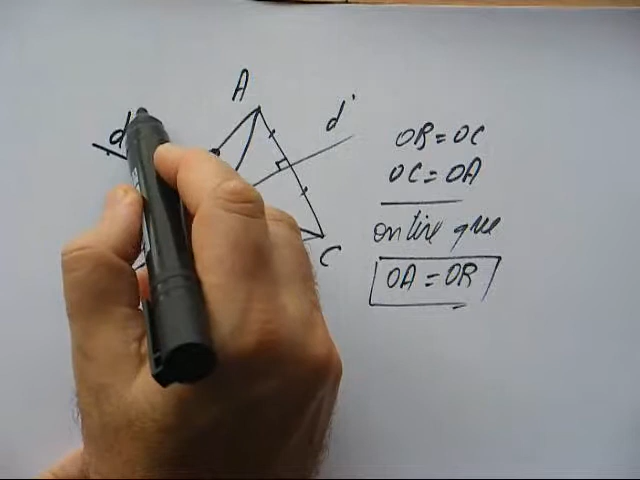 A
d'
d
C
OB = OC
OC = OA
on tire que
OA = OB